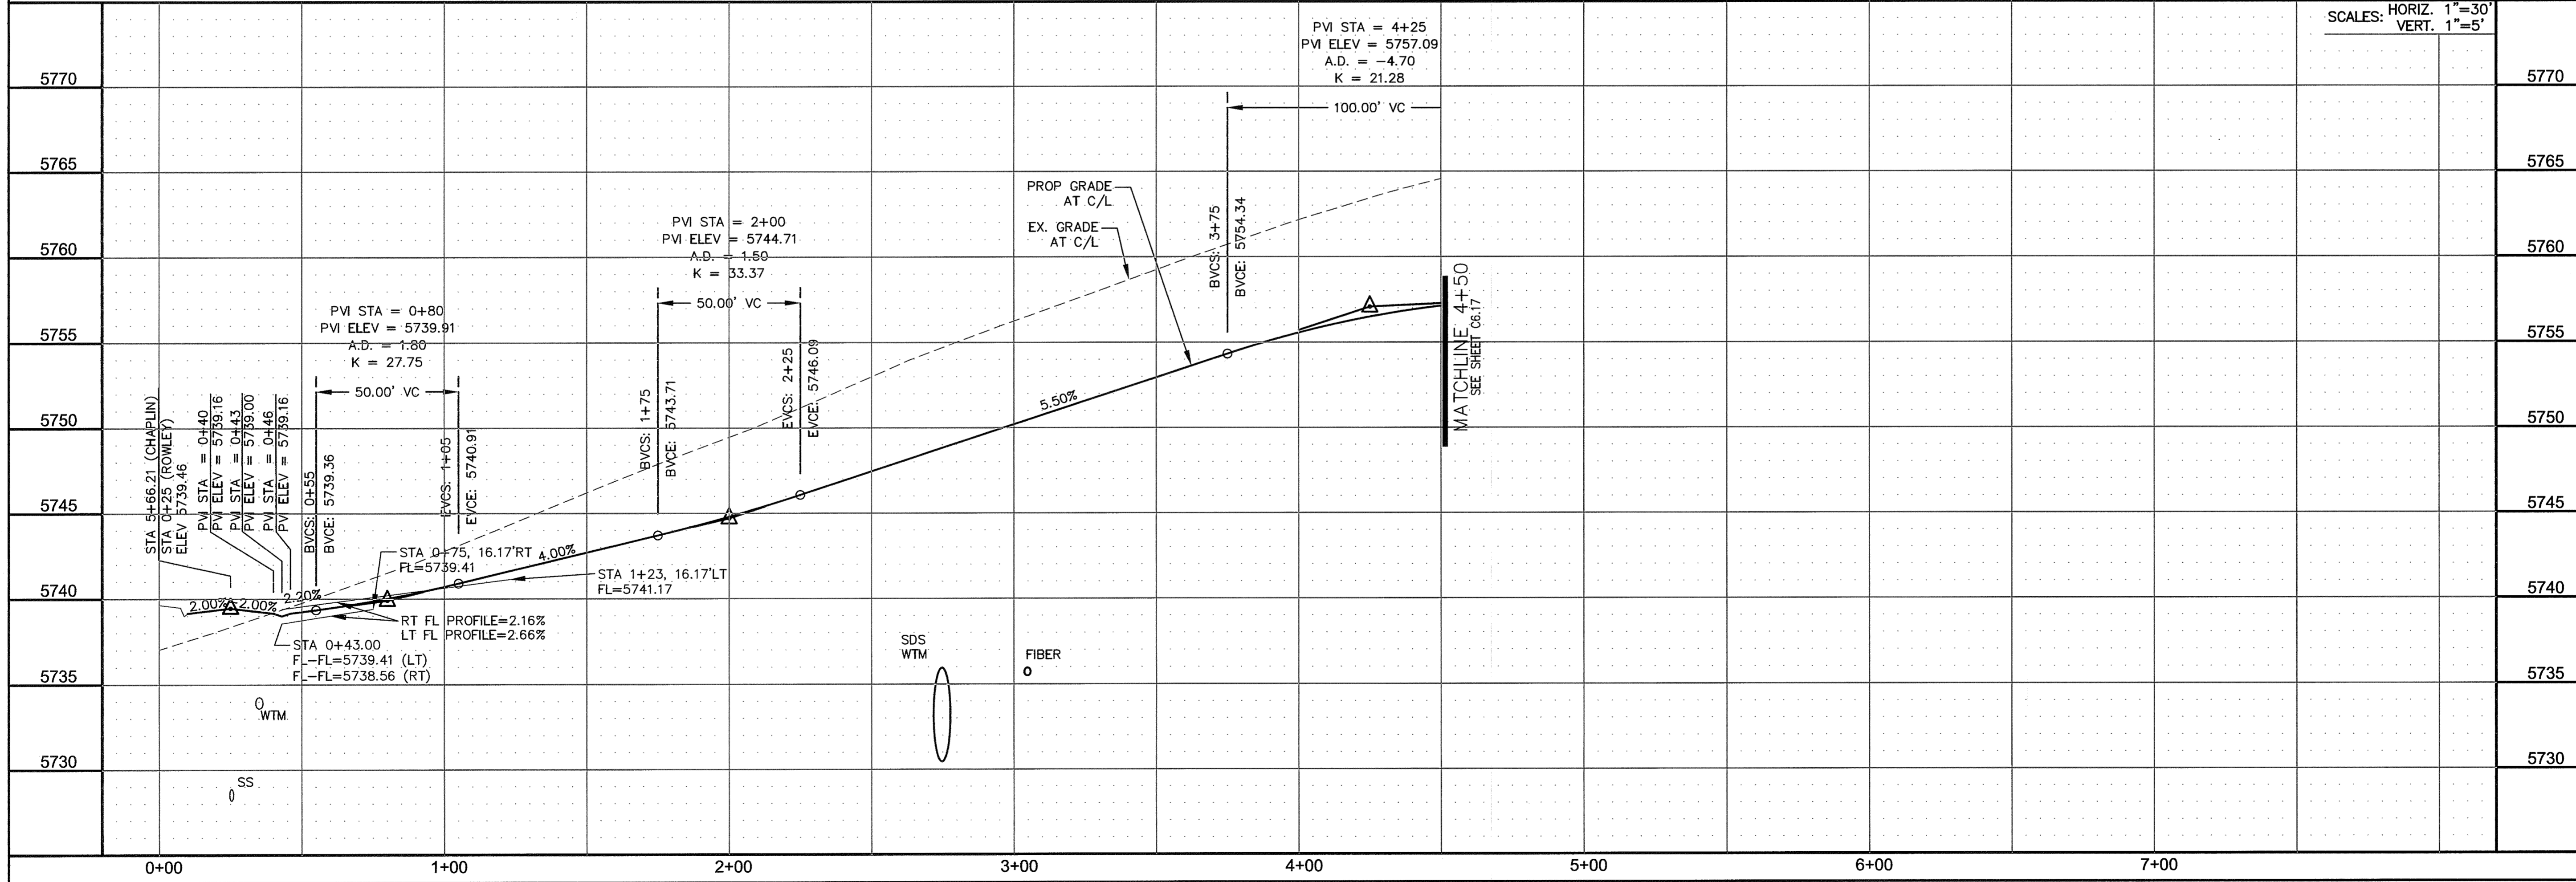 SCALES: HORIZ. 1"=30'
VERT. 1"=5'
PVI STA = 4+25
PVI ELEV = 5757.09
A.D. = -4.70
K = 21.28
100.00' VC
BVCS: 3+75
BVCE: 5754.34
PROP GRADE
AT C/L
EX. GRADE
AT C/L
PVI STA = 2+00
PVI ELEV = 5744.71
A.D. = 1.50
K = 33.37
50.00' VC
BVCS: 1+75
BVCE: 5743.71
EVCS: 2+25
EVCE: 5746.09
PVI STA = 0+80
PVI ELEV = 5739.91
A.D. = 1.80
K = 27.75
50.00' VC
BVCS: 0+55
BVCE: 5739.36
EVCS: 1+05
EVCE: 5740.91
STA 5+66.21 (CHAPLIN)
STA 0+25 (ROWLEY)
ELEV 5739.46
PVI STA = 0+40
PVI ELEV = 5739.16
PVI STA = 0+43
PVI ELEV = 5739.00
PVI STA = 0+46
PVI ELEV = 5739.16
MATCHLINE 4+50
SEE SHEET C6.17
5.50%
4.00%
2.00%
2.00%
2.20%
STA 0+75, 16.17'RT
FL=5739.41
STA 1+23, 16.17'LT
FL=5741.17
RT FL PROFILE=2.16%
LT FL PROFILE=2.66%
STA 0+43.00
FL-FL=5739.41 (LT)
FL-FL=5738.56 (RT)
SDS
WTM
FIBER
WTM
SS
5770
5765
5760
5755
5750
5745
5740
5735
5730
5770
5765
5760
5755
5750
5745
5740
5735
5730
0+00
1+00
2+00
3+00
4+00
5+00
6+00
7+00